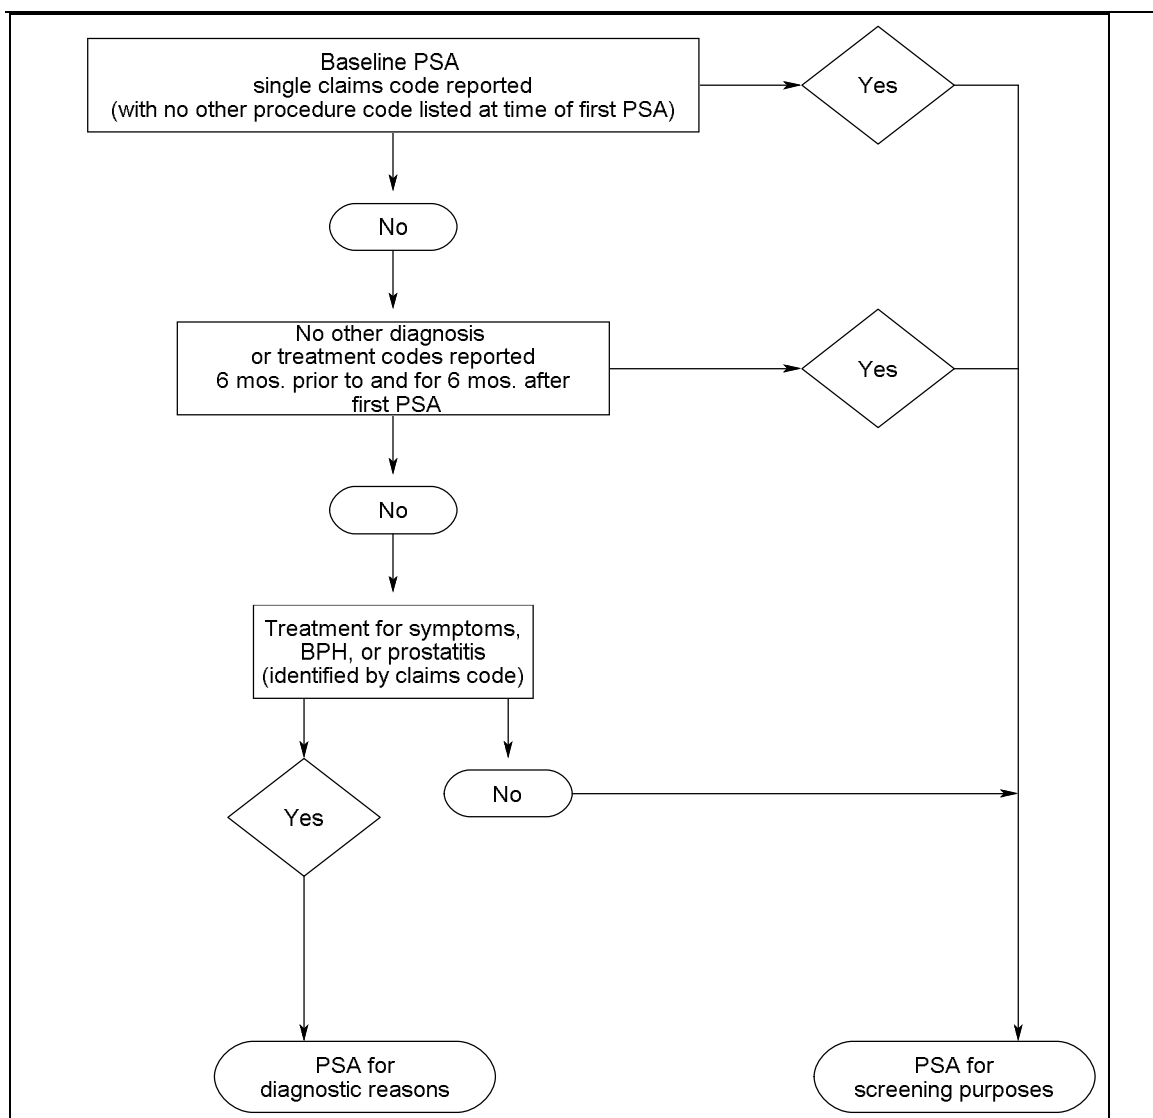 Baseline PSA
single claims code reported
(with no other procedure code listed at time of first PSA)
Yes
No
No other diagnosis
or treatment codes reported
6 mos. prior to and for 6 mos. after
first PSA
Yes
No
Treatment for symptoms,
BPH, or prostatitis
(identified by claims code)
Yes
No
PSA for
diagnostic reasons
PSA for
screening purposes